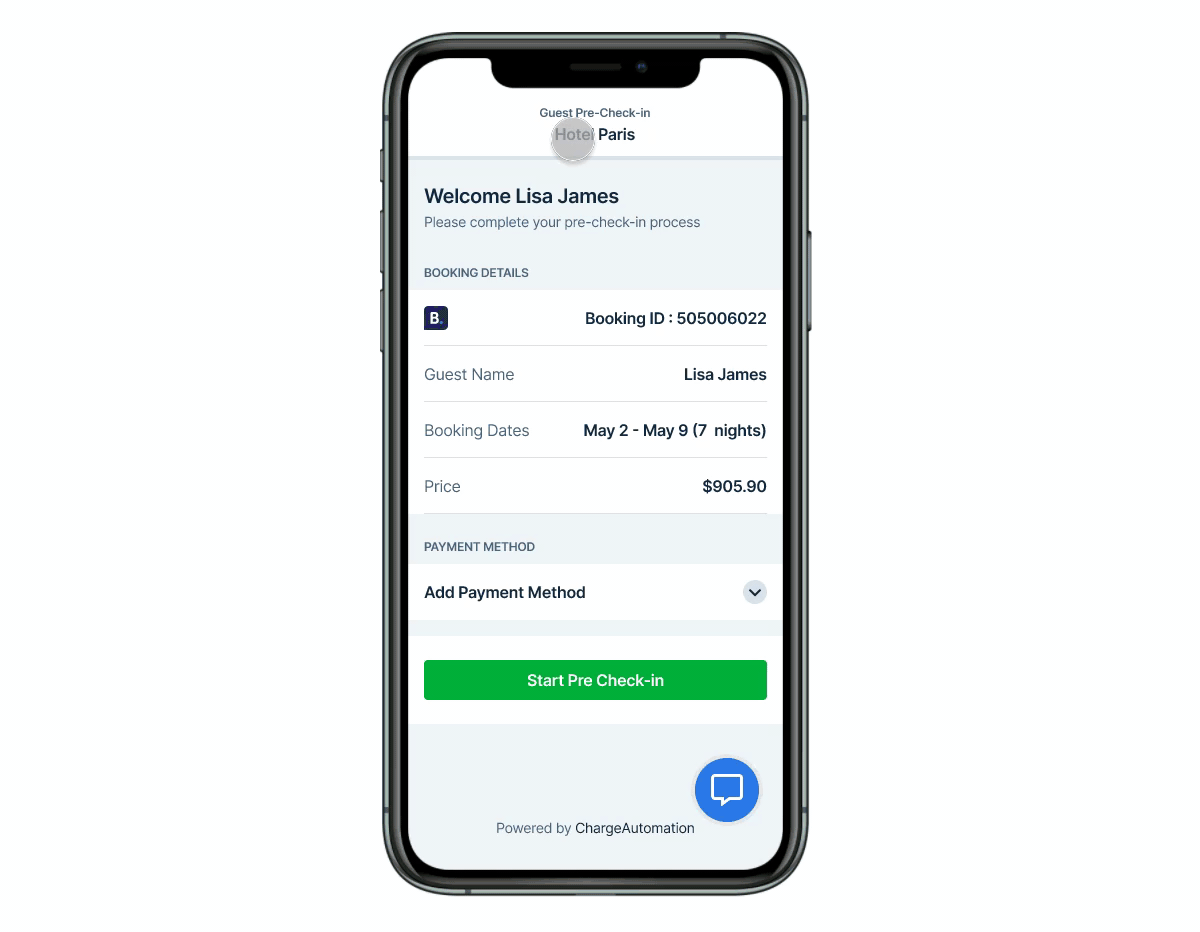 Guest Pre-Check-in
Hotel Paris
Welcome Lisa James
Please complete your pre-check-in process
BOOKING DETAILS
B. Booking ID : 505006022
Guest Name Lisa James
Booking Dates May 2 - May 9 (7 nights)
Price $905.90
PAYMENT METHOD
Add Payment Method
Start Pre Check-in
Powered by ChargeAutomation